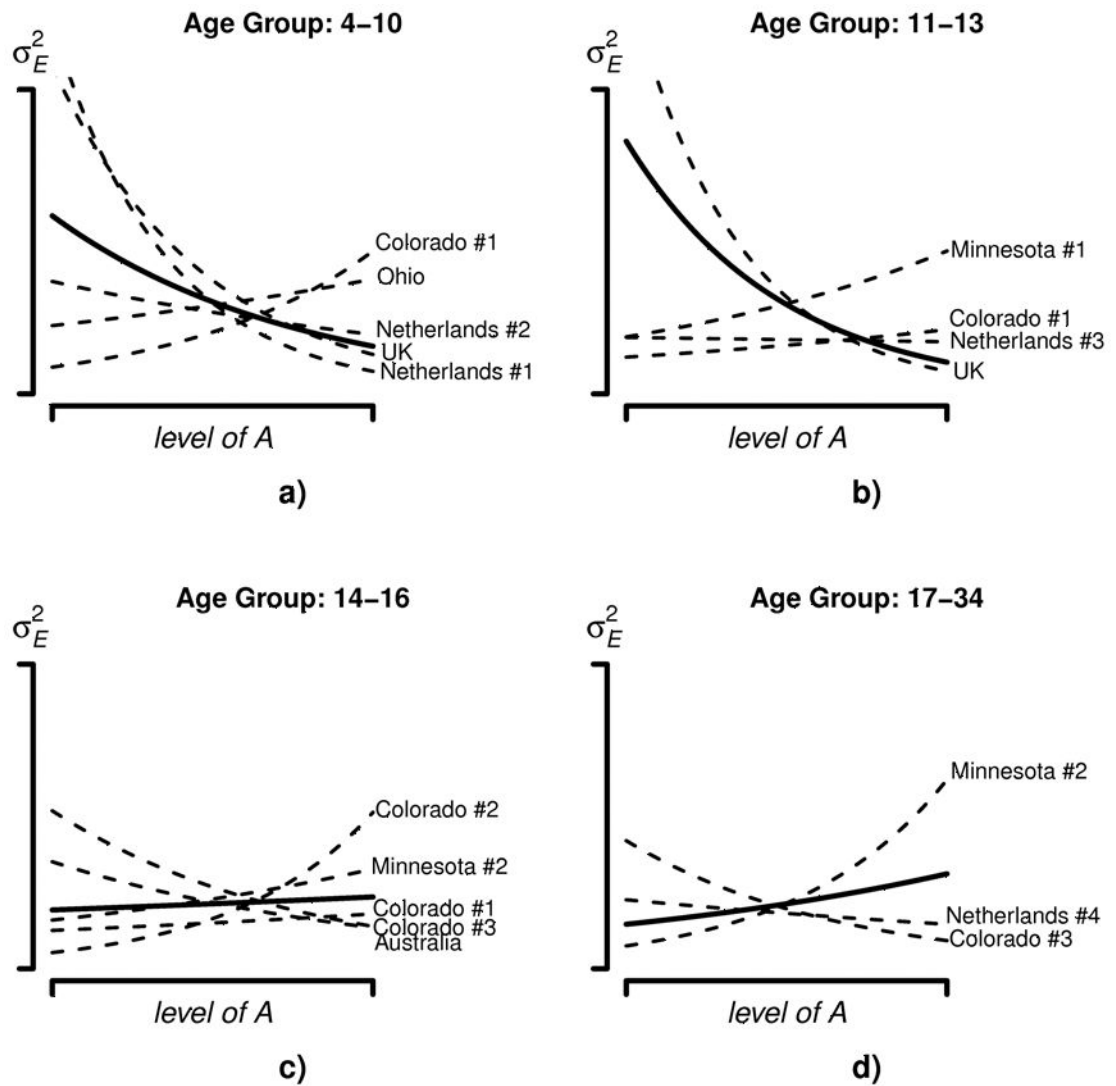 Age Group: 4–10
σ²E
Colorado #1
Ohio
Netherlands #2
UK
Netherlands #1
level of A
a)
Age Group: 11–13
σ²E
Minnesota #1
Colorado #1
Netherlands #3
UK
level of A
b)
Age Group: 14–16
σ²E
Colorado #2
Minnesota #2
Colorado #1
Colorado #3
Australia
level of A
c)
Age Group: 17–34
σ²E
Minnesota #2
Netherlands #4
Colorado #3
level of A
d)